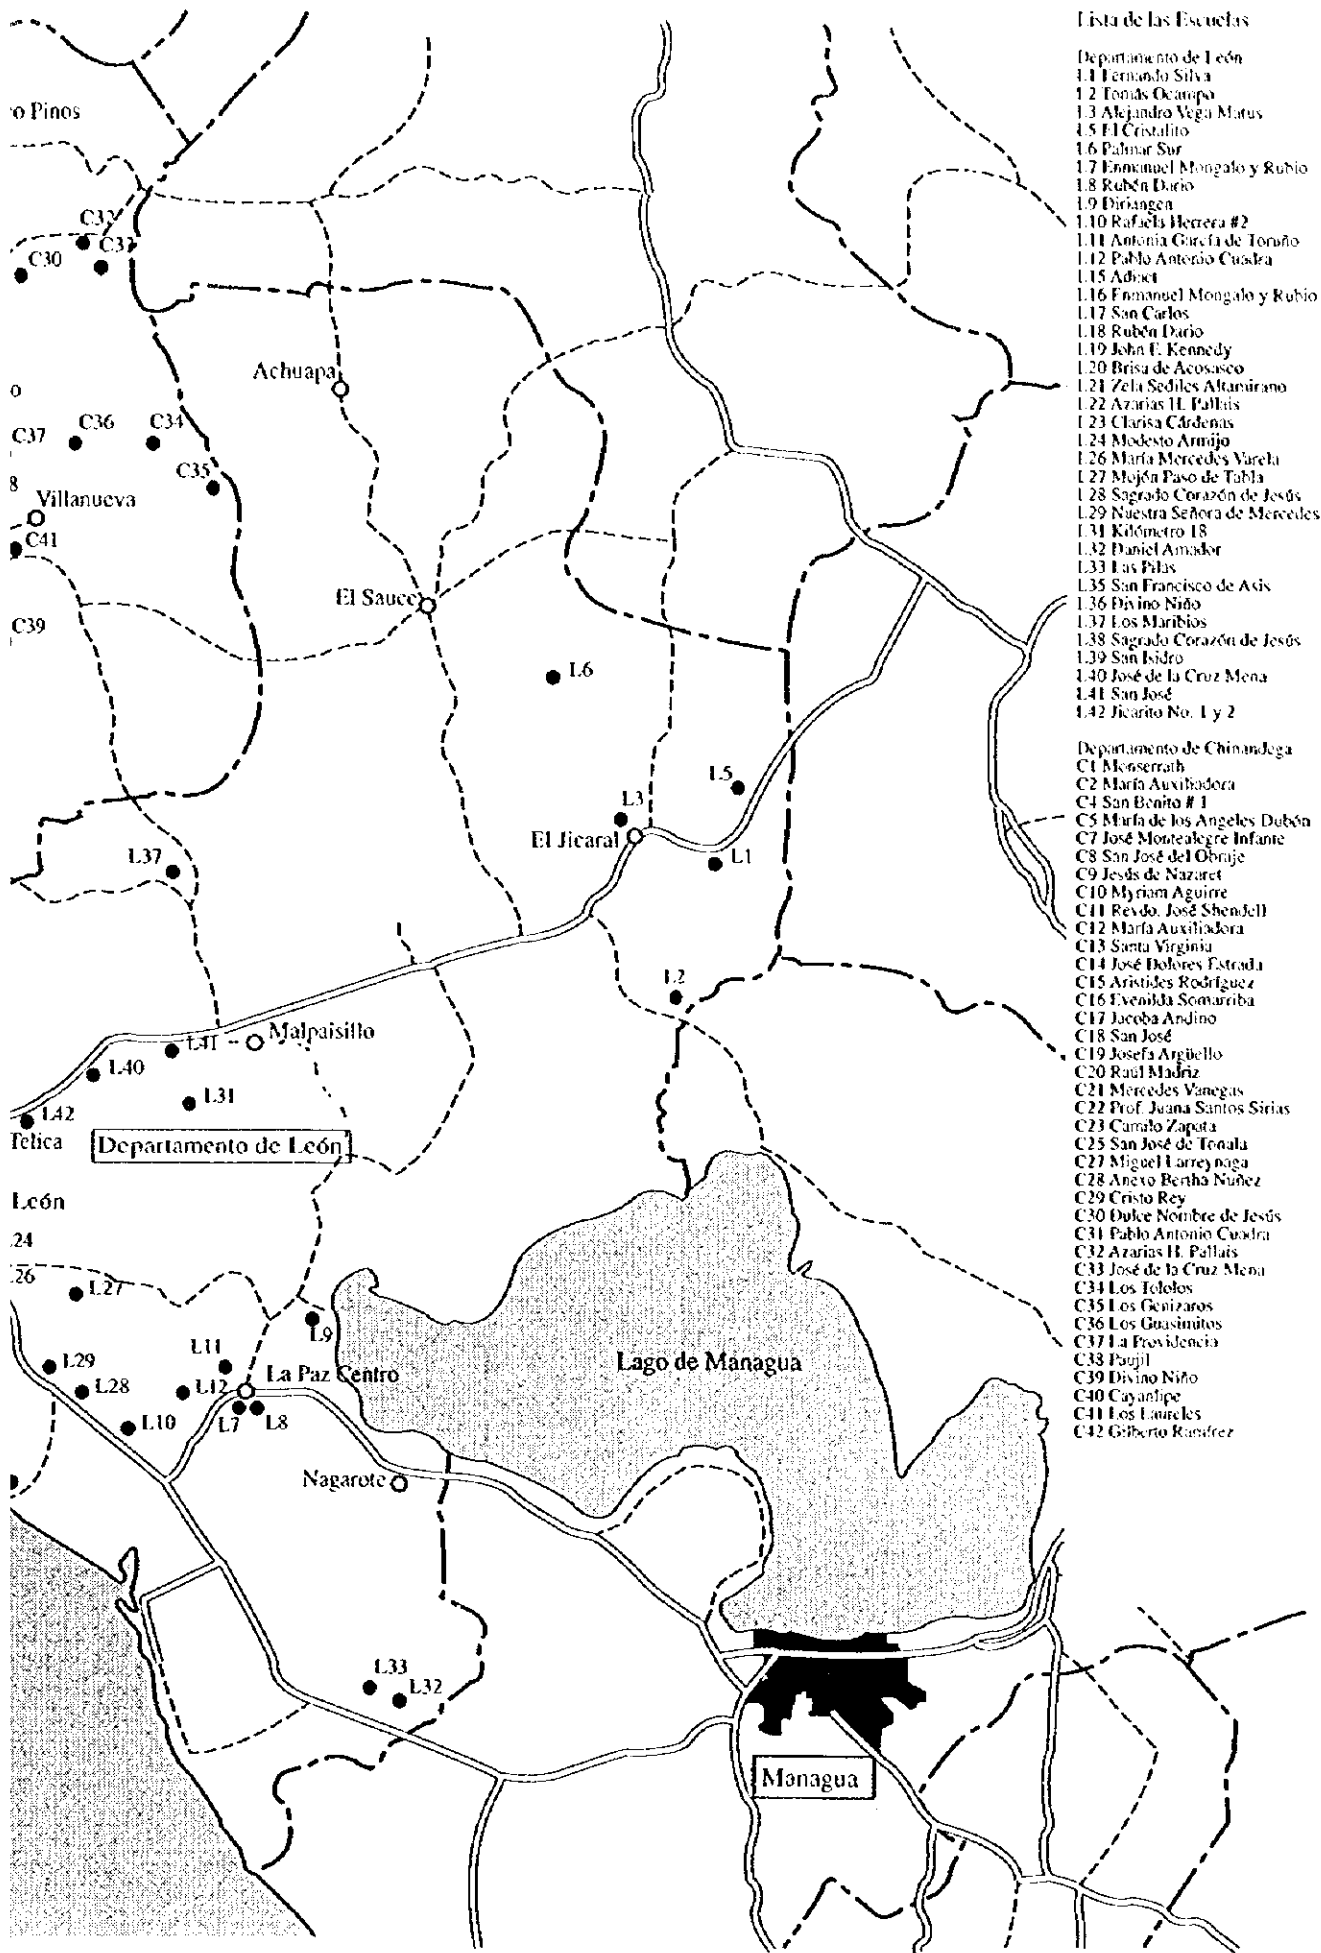 Lista de las Escuelas
Departamento de León
L1 Fernando Silva
L2 Tomás Ocampo
L3 Alejandro Vega Matus
L5 El Cristalito
L6 Palmar Sur
L7 Enmanuel Mongalo y Rubio
L8 Rubén Darío
L9 Diriangen
L10 Rafaela Herrera #2
L11 Antonia García de Toruño
L12 Pablo Antonio Cuadra
L15 Adiact
L16 Enmanuel Mongalo y Rubio
L17 San Carlos
L18 Rubén Darío
L19 John F. Kennedy
L20 Brisa de Acosasco
L21 Zela Sediles Altamirano
L22 Azarías H. Pallais
L23 Clarisa Cárdenas
L24 Modesto Armijo
L26 María Mercedes Varela
L27 Mojón Paso de Tabla
L28 Sagrado Corazón de Jesús
L29 Nuestra Señora de Mercedes
L31 Kilómetro 18
L32 Daniel Amador
L33 Las Pilas
L35 San Francisco de Asis
L36 Divino Niño
L37 Los Maribios
L38 Sagrado Corazón de Jesús
L39 San Isidro
L40 José de la Cruz Mena
L41 San José
L42 Jicarito No. 1 y 2
Departamento de Chinandega
C1 Monserrath
C2 María Auxiliadora
C4 San Benito # 1
C5 María de los Angeles Dubón
C7 José Montealegre Infante
C8 San José del Obraje
C9 Jesús de Nazaret
C10 Myriam Aguirre
C11 Revdo. José Shendell
C12 María Auxiliadora
C13 Santa Virginia
C14 José Dolores Estrada
C15 Arístides Rodríguez
C16 Evenilda Somarriba
C17 Jacoba Andino
C18 San José
C19 Josefa Argüello
C20 Raúl Madriz
C21 Mercedes Vanegas
C22 Prof. Juana Santos Sirias
C23 Camilo Zapata
C25 San José de Tonala
C27 Miguel Larreynaga
C28 Anexo Bertha Nuñez
C29 Cristo Rey
C30 Dulce Nombre de Jesús
C31 Pablo Antonio Cuadra
C32 Azarías H. Pallais
C33 José de la Cruz Mena
C34 Los Tololos
C35 Los Genízaros
C36 Los Guasimitos
C37 La Providencia
C38 Paujil
C39 Divino Niño
C40 Cayanlipe
C41 Los Laureles
C42 Gilberto Ramírez
ro Pinos
C32
C30
C33
Achuapa
o
C37
C36
C34
C35
8
Villanueva
C41
El Sauce
C39
L6
L5
L3
El Jicaral
L1
L37
L2
Malpaisillo
L41
L40
L31
L42
Telica
Departamento de León
León
24
26
L27
L9
Lago de Managua
L11
L29
La Paz Centro
L28
L12
L7
L8
L10
Nagarote
L33
L32
Managua